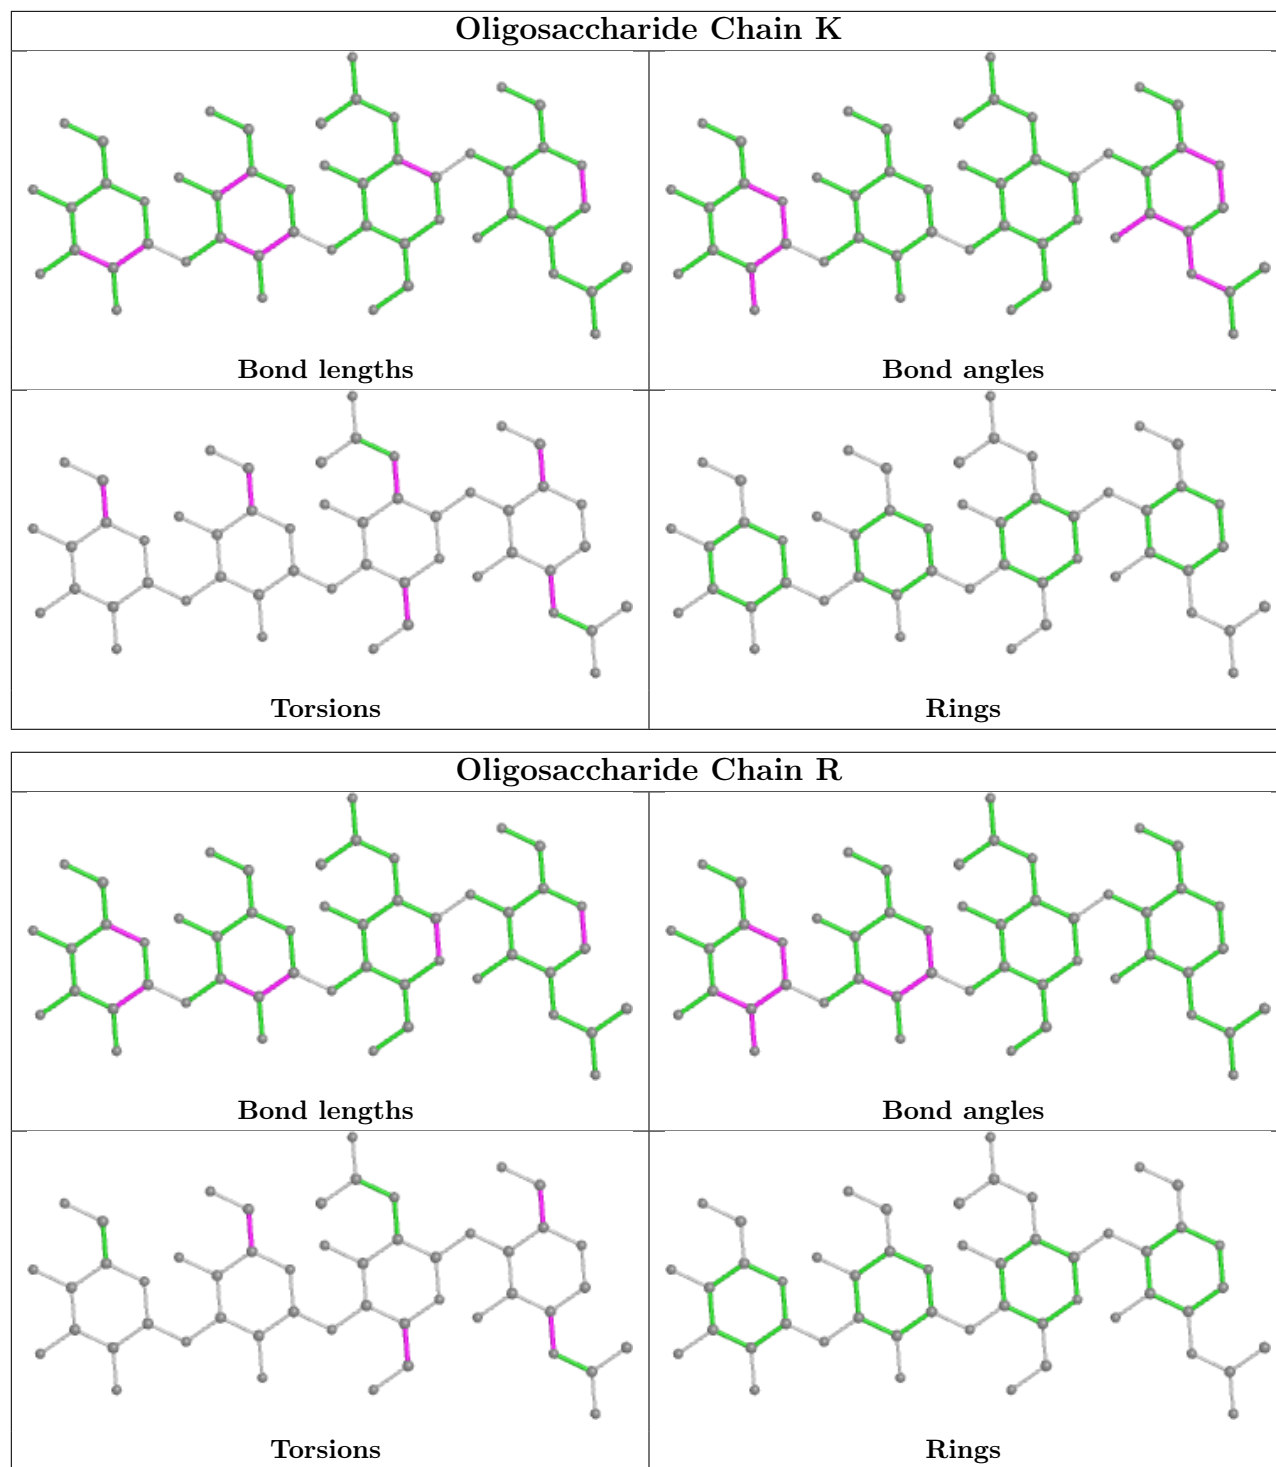 Oligosaccharide Chain K
Bond lengths
Bond angles
Torsions
Rings
Oligosaccharide Chain R
Bond lengths
Bond angles
Torsions
Rings